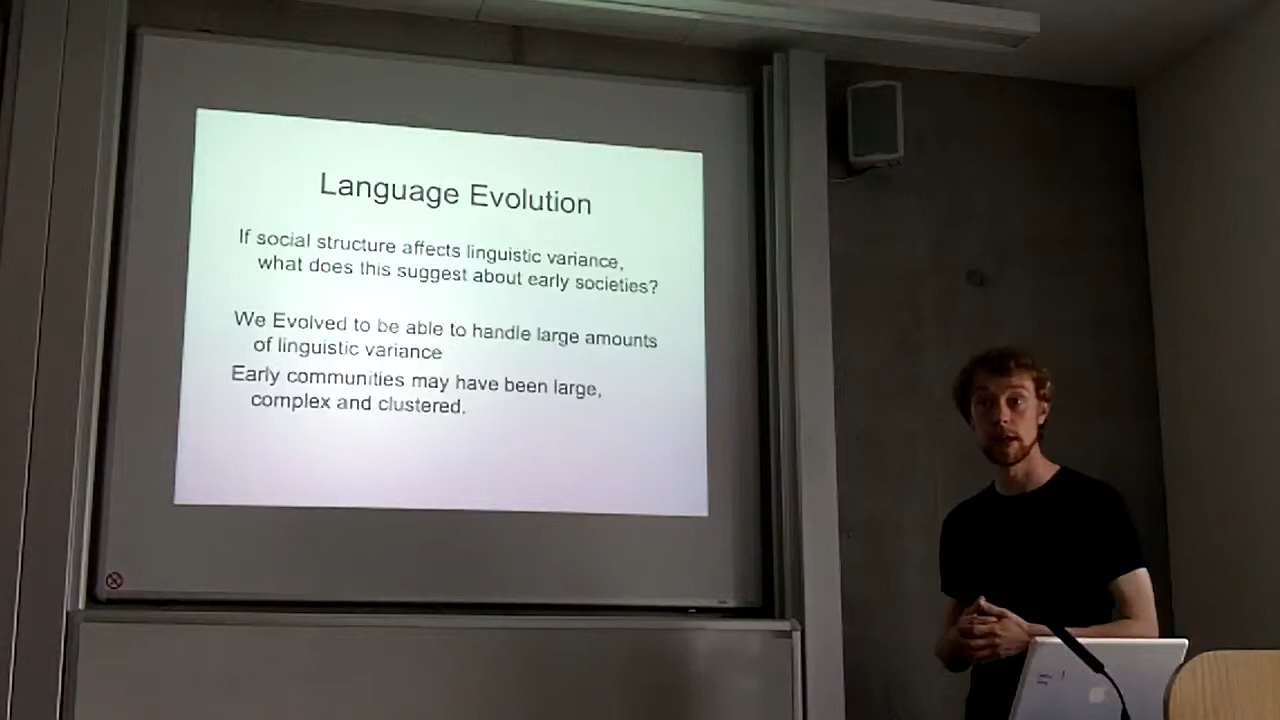 Language Evolution
If social structure affects linguistic variance,
what does this suggest about early societies?
We Evolved to be able to handle large amounts
of linguistic variance
Early communities may have been large,
complex and clustered.